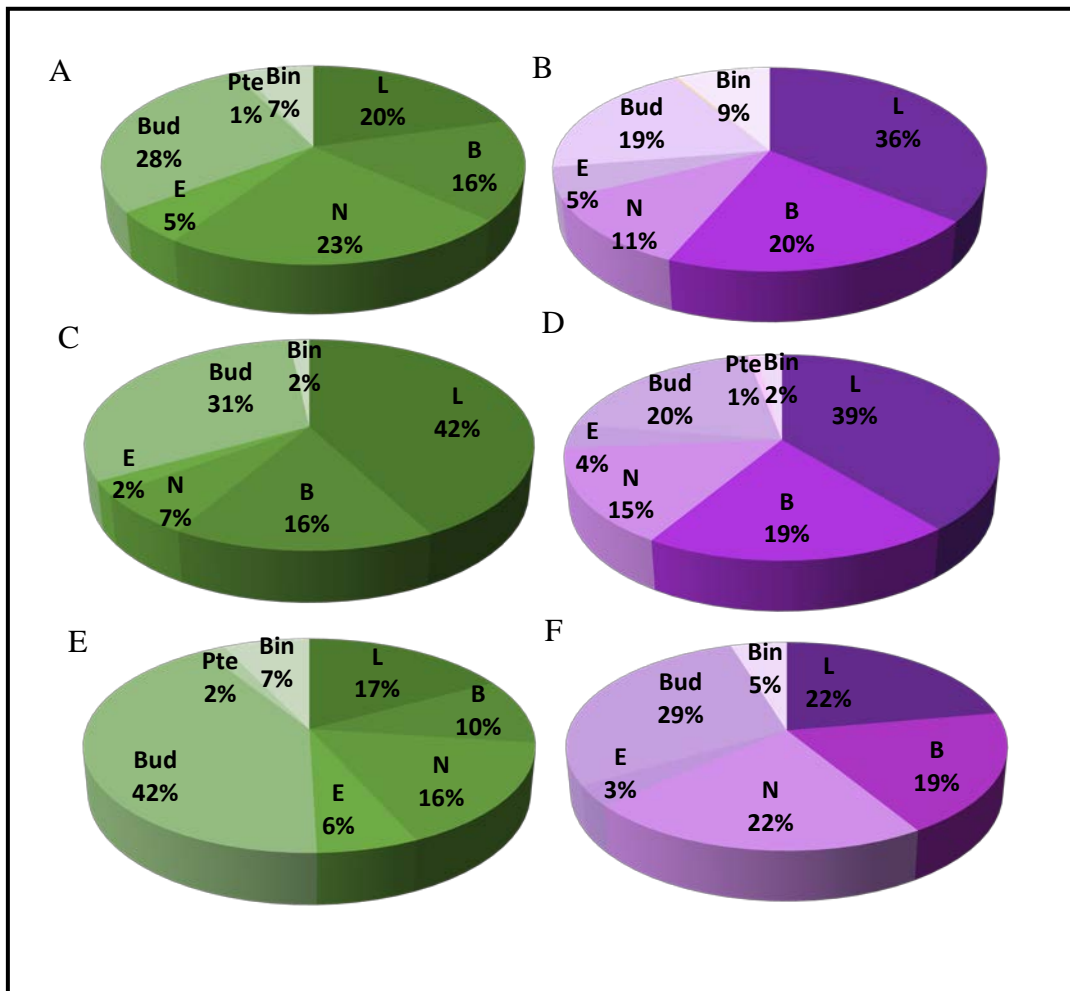 A
Pte
1%
Bin
7%
L
20%
B
16%
N
23%
E
5%
Bud
28%
B
Bin
9%
L
36%
B
20%
N
11%
E
5%
Bud
19%
C
Bin
2%
L
42%
B
16%
N
7%
E
2%
Bud
31%
D
Pte
1%
Bin
2%
L
39%
B
19%
N
15%
E
4%
Bud
20%
E
Pte
2%
Bin
7%
L
17%
B
10%
N
16%
E
6%
Bud
42%
F
Bin
5%
L
22%
B
19%
N
22%
E
3%
Bud
29%